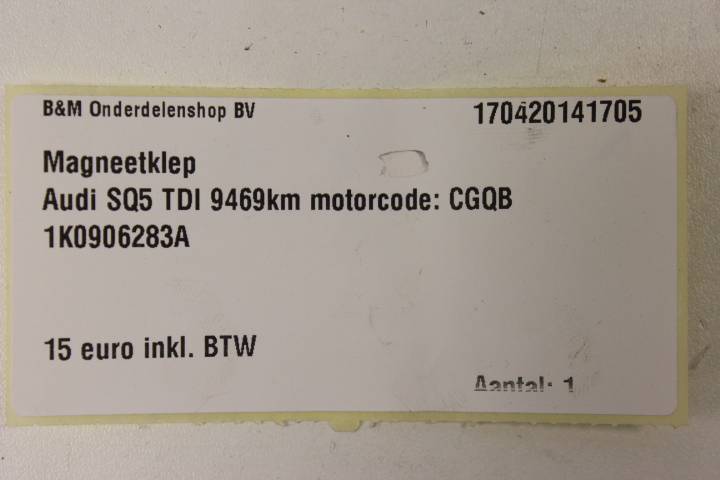 B&M Onderdelenshop BV 170420141705
Magneetklep
Audi SQ5 TDI 9469km motorcode: CGQB
1K0906283A
15 euro inkl. BTW
Aantal: 1